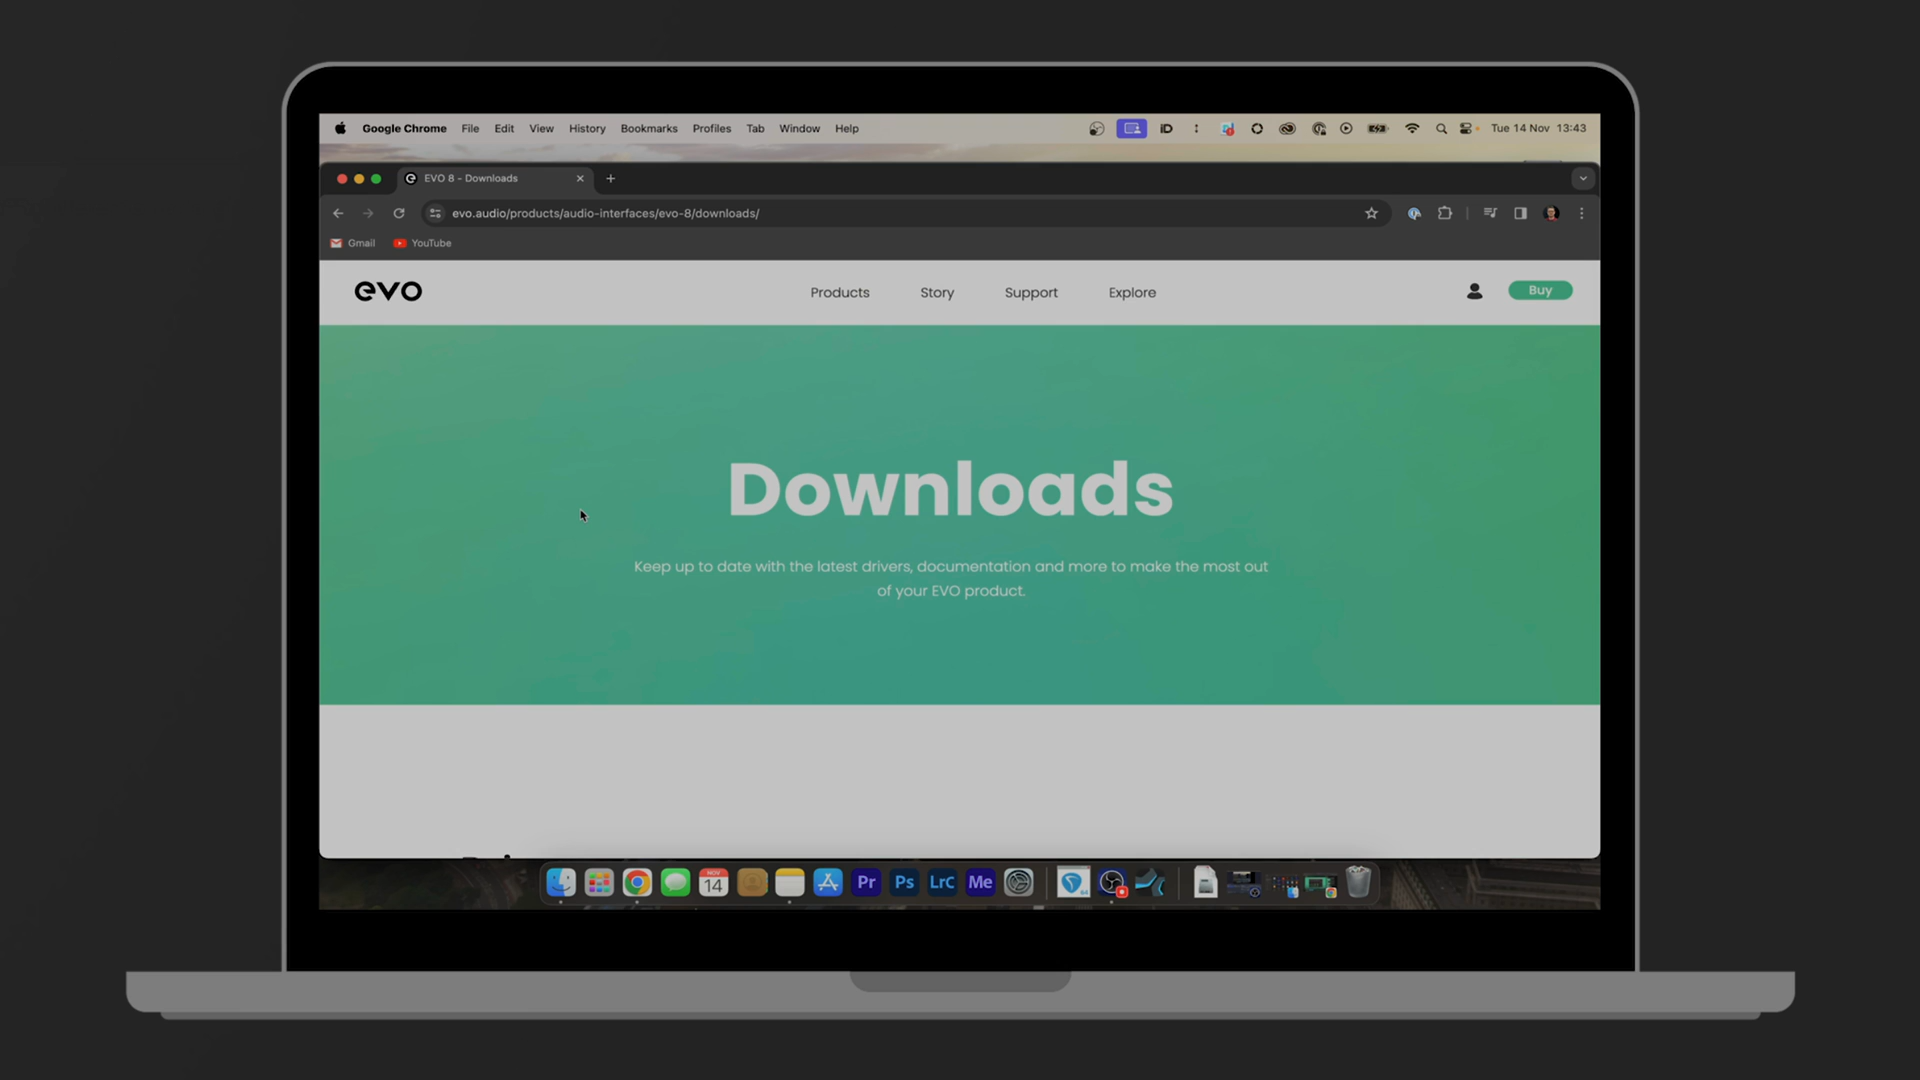 Google Chrome File Edit View History Bookmarks Profiles Tab Window Help iD Tue 14 Nov 13:43
EVO 8 - Downloads
evo.audio/products/audio-interfaces/evo-8/downloads/
Gmail YouTube
evo Products Story Support Explore Buy
Downloads
Keep up to date with the latest drivers, documentation and more to make the most out
of your EVO product.
NOV
14 Pr Ps LrC Me